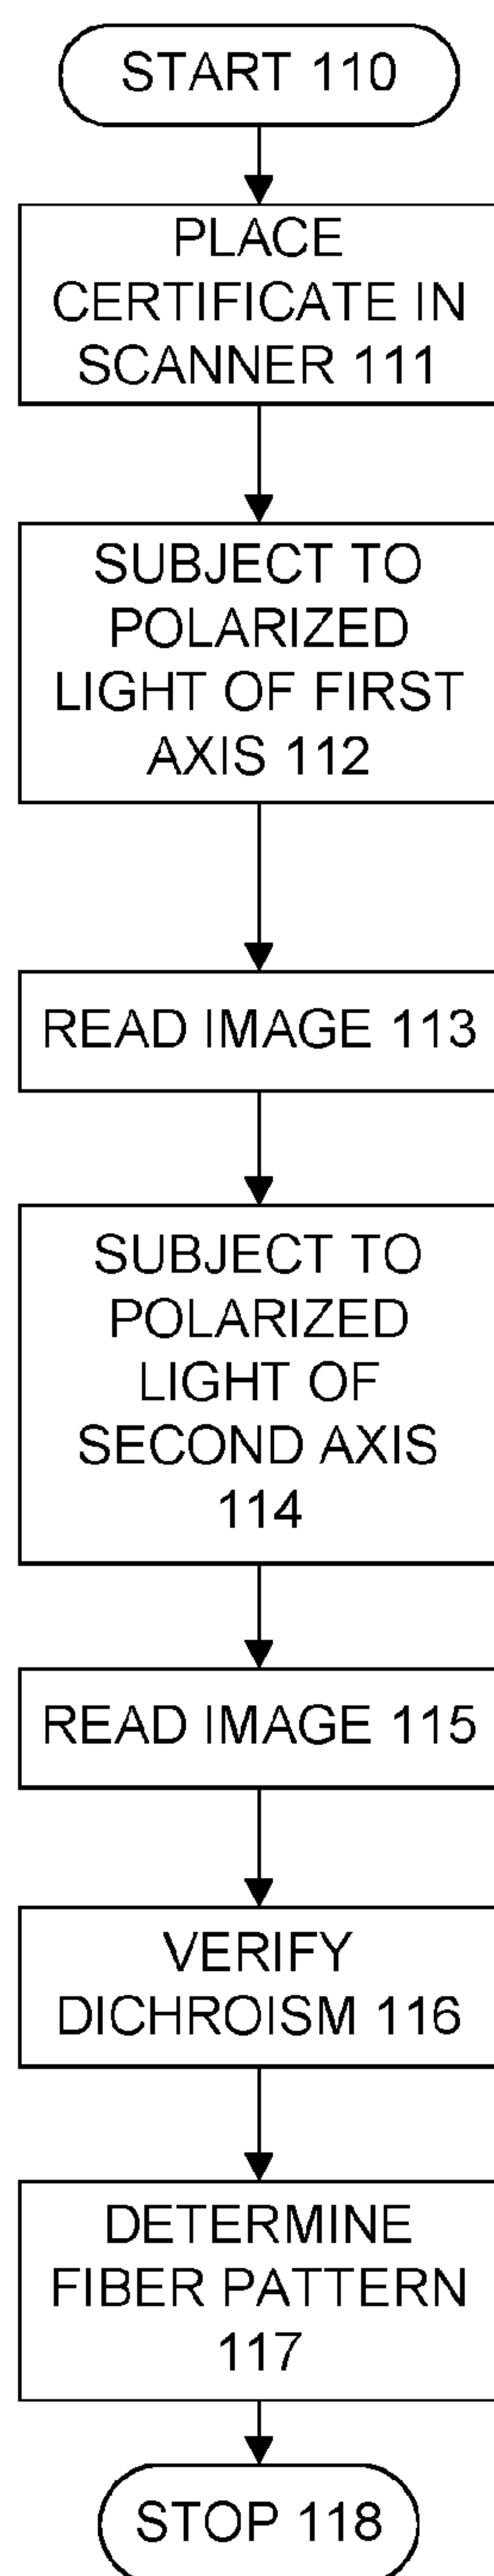 START 110
PLACE
CERTIFICATE IN
SCANNER 111
SUBJECT TO
POLARIZED
LIGHT OF FIRST
AXIS 112
READ IMAGE 113
SUBJECT TO
POLARIZED
LIGHT OF
SECOND AXIS
114
READ IMAGE 115
VERIFY
DICHROISM 116
DETERMINE
FIBER PATTERN
117
STOP 118